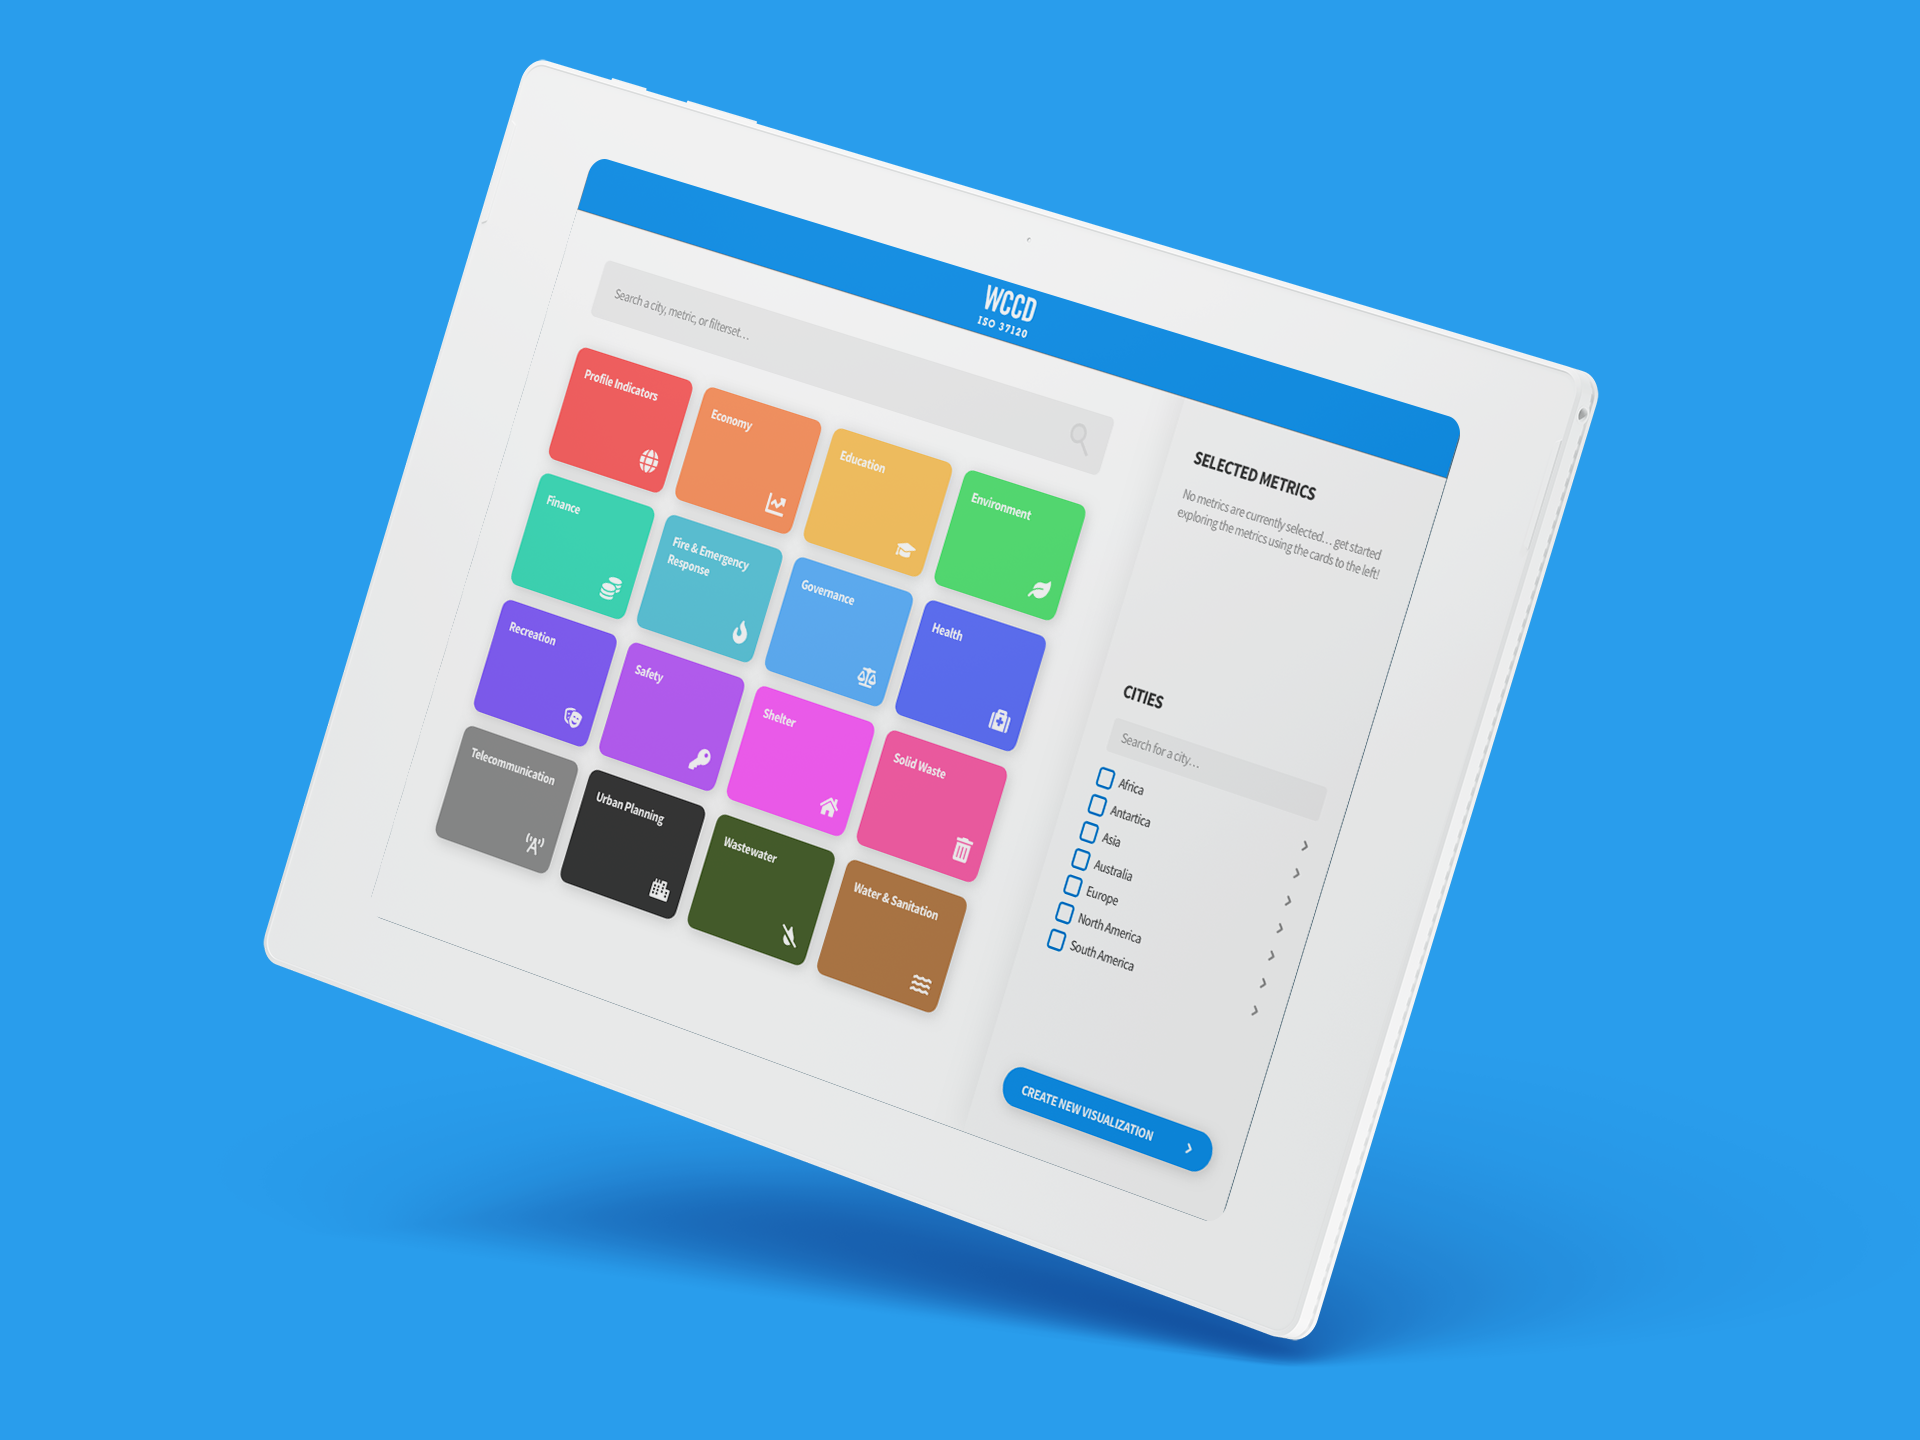 WCCD
ISO 37120
Search a city, metric, or filterset...
Profile Indicators
Economy
Education
Environment
Finance
Fire & Emergency
Response
Governance
Health
Recreation
Safety
Shelter
Solid Waste
Telecommunication
Urban Planning
Wastewater
Water & Sanitation
SELECTED METRICS
No metrics are currently selected... get started
exploring the metrics using the cards to the left!
CITIES
Search for a city...
Africa
Antartica
Asia
Australia
Europe
North America
South America
CREATE NEW VISUALIZATION